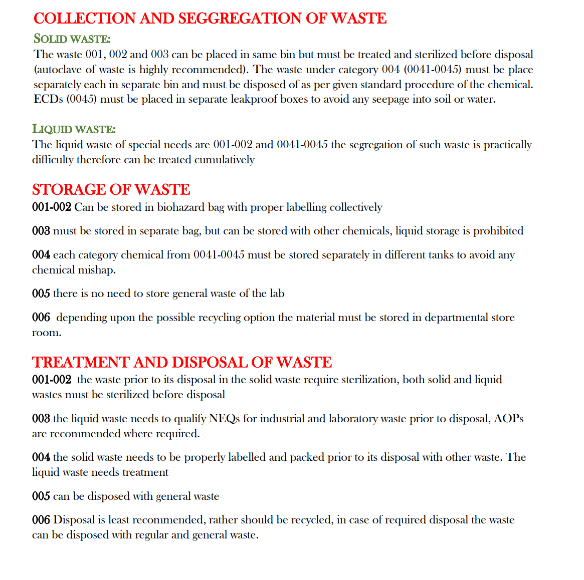 COLLECTION AND SEGGREGATION OF WASTE
SOLID WASTE:
The waste 001, 002 and 003 can be placed in same bin but must be treated and sterilized before disposal
(autoclave of waste is highly recommended). The waste under category 004 (0041-0045) must be place
separately each in separate bin and must be disposed of as per given standard procedure of the chemical.
ECDs (0045) must be placed in separate leakproof boxes to avoid any seepage into soil or water.
LIQUID WASTE:
The liquid waste of special needs are 001-002 and 0041-0045 the segregation of such waste is practically
difficulty therefore can be treated cumulatively
STORAGE OF WASTE
001-002 Can be stored in biohazard bag with proper labelling collectively
003 must be stored in separate bag, but can be stored with other chemicals, liquid storage is prohibited
004 each category chemical from 0041-0045 must be stored separately in different tanks to avoid any
chemical mishap.
005 there is no need to store general waste of the lab
006 depending upon the possible recycling option the material must be stored in departmental store
room.
TREATMENT AND DISPOSAL OF WASTE
001-002 the waste prior to its disposal in the solid waste require sterilization, both solid and liquid
wastes must be sterilized before disposal
003 the liquid waste needs to qualify NEQs for industrial and laboratory waste prior to disposal, AOPs
are recommended where required.
004 the solid waste needs to be properly labelled and packed prior to its disposal with other waste. The
liquid waste needs treatment
005 can be disposed with general waste
006 Disposal is least recommended, rather should be recycled, in case of required disposal the waste
can be disposed with regular and general waste.